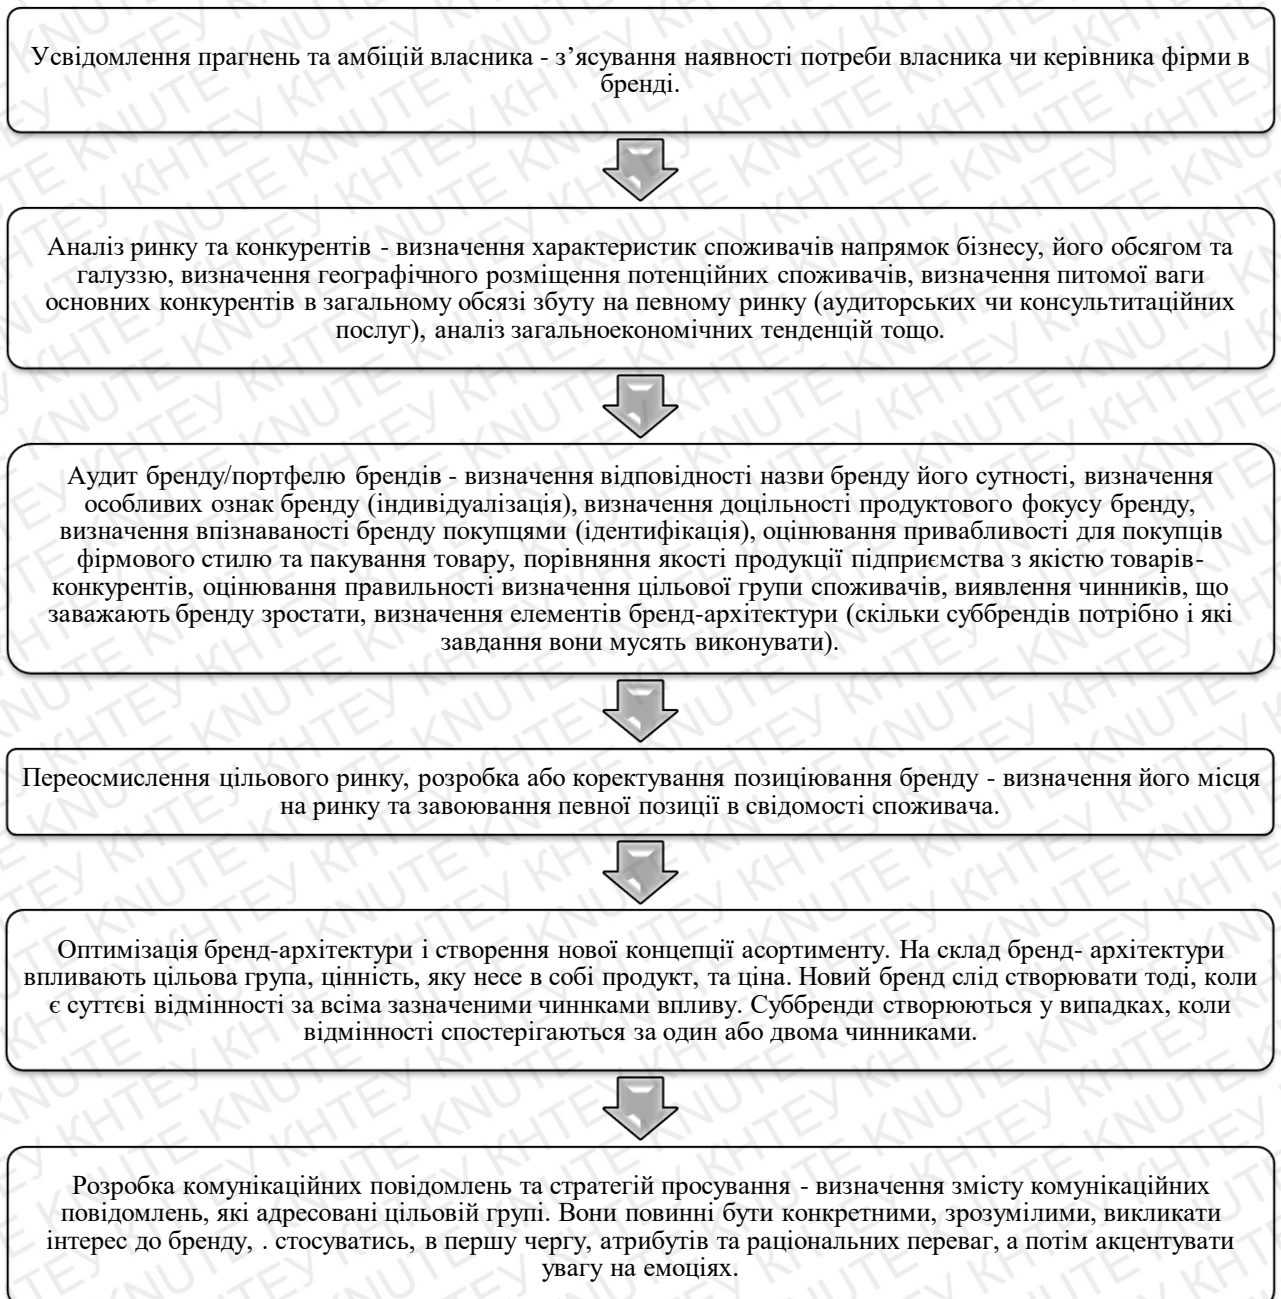 Усвідомлення прагнень та амбіцій власника - з’ясування наявності потреби власника чи керівника фірми в
бренді.
Аналіз ринку та конкурентів - визначення характеристик споживачів напрямок бізнесу, його обсягом та
галуззю, визначення географічного розміщення потенційних споживачів, визначення питомої ваги
основних конкурентів в загальному обсязі збуту на певному ринку (аудиторських чи консультитаційних
послуг), аналіз загальноекономічних тенденцій тощо.
Аудит бренду/портфелю брендів - визначення відповідності назви бренду його сутності, визначення
особливих ознак бренду (індивідуалізація), визначення доцільності продуктового фокусу бренду,
визначення впізнаваності бренду покупцями (ідентифікація), оцінювання привабливості для покупців
фірмового стилю та пакування товару, порівняння якості продукції підприємства з якістю товарів-
конкурентів, оцінювання правильності визначення цільової групи споживачів, виявлення чинників, що
заважають бренду зростати, визначення елементів бренд-архітектури (скільки суббрендів потрібно і які
завдання вони мусять виконувати).
Переосмислення цільового ринку, розробка або коректування позиціювання бренду - визначення його місця
на ринку та завоювання певної позиції в свідомості споживача.
Оптимізація бренд-архітектури і створення нової концепції асортименту. На склад бренд- архітектури
впливають цільова група, цінність, яку несе в собі продукт, та ціна. Новий бренд слід створювати тоді, коли
є суттєві відмінності за всіма зазначеними чиннками впливу. Суббренди створюються у випадках, коли
відмінності спостерігаються за один або двома чинниками.
Розробка комунікаційних повідомлень та стратегій просування - визначення змісту комунікаційних
повідомлень, які адресовані цільовій групі. Вони повинні бути конкретними, зрозумілими, викликати
інтерес до бренду, . стосуватись, в першу чергу, атрибутів та раціональних переваг, а потім акцентувати
увагу на емоціях.